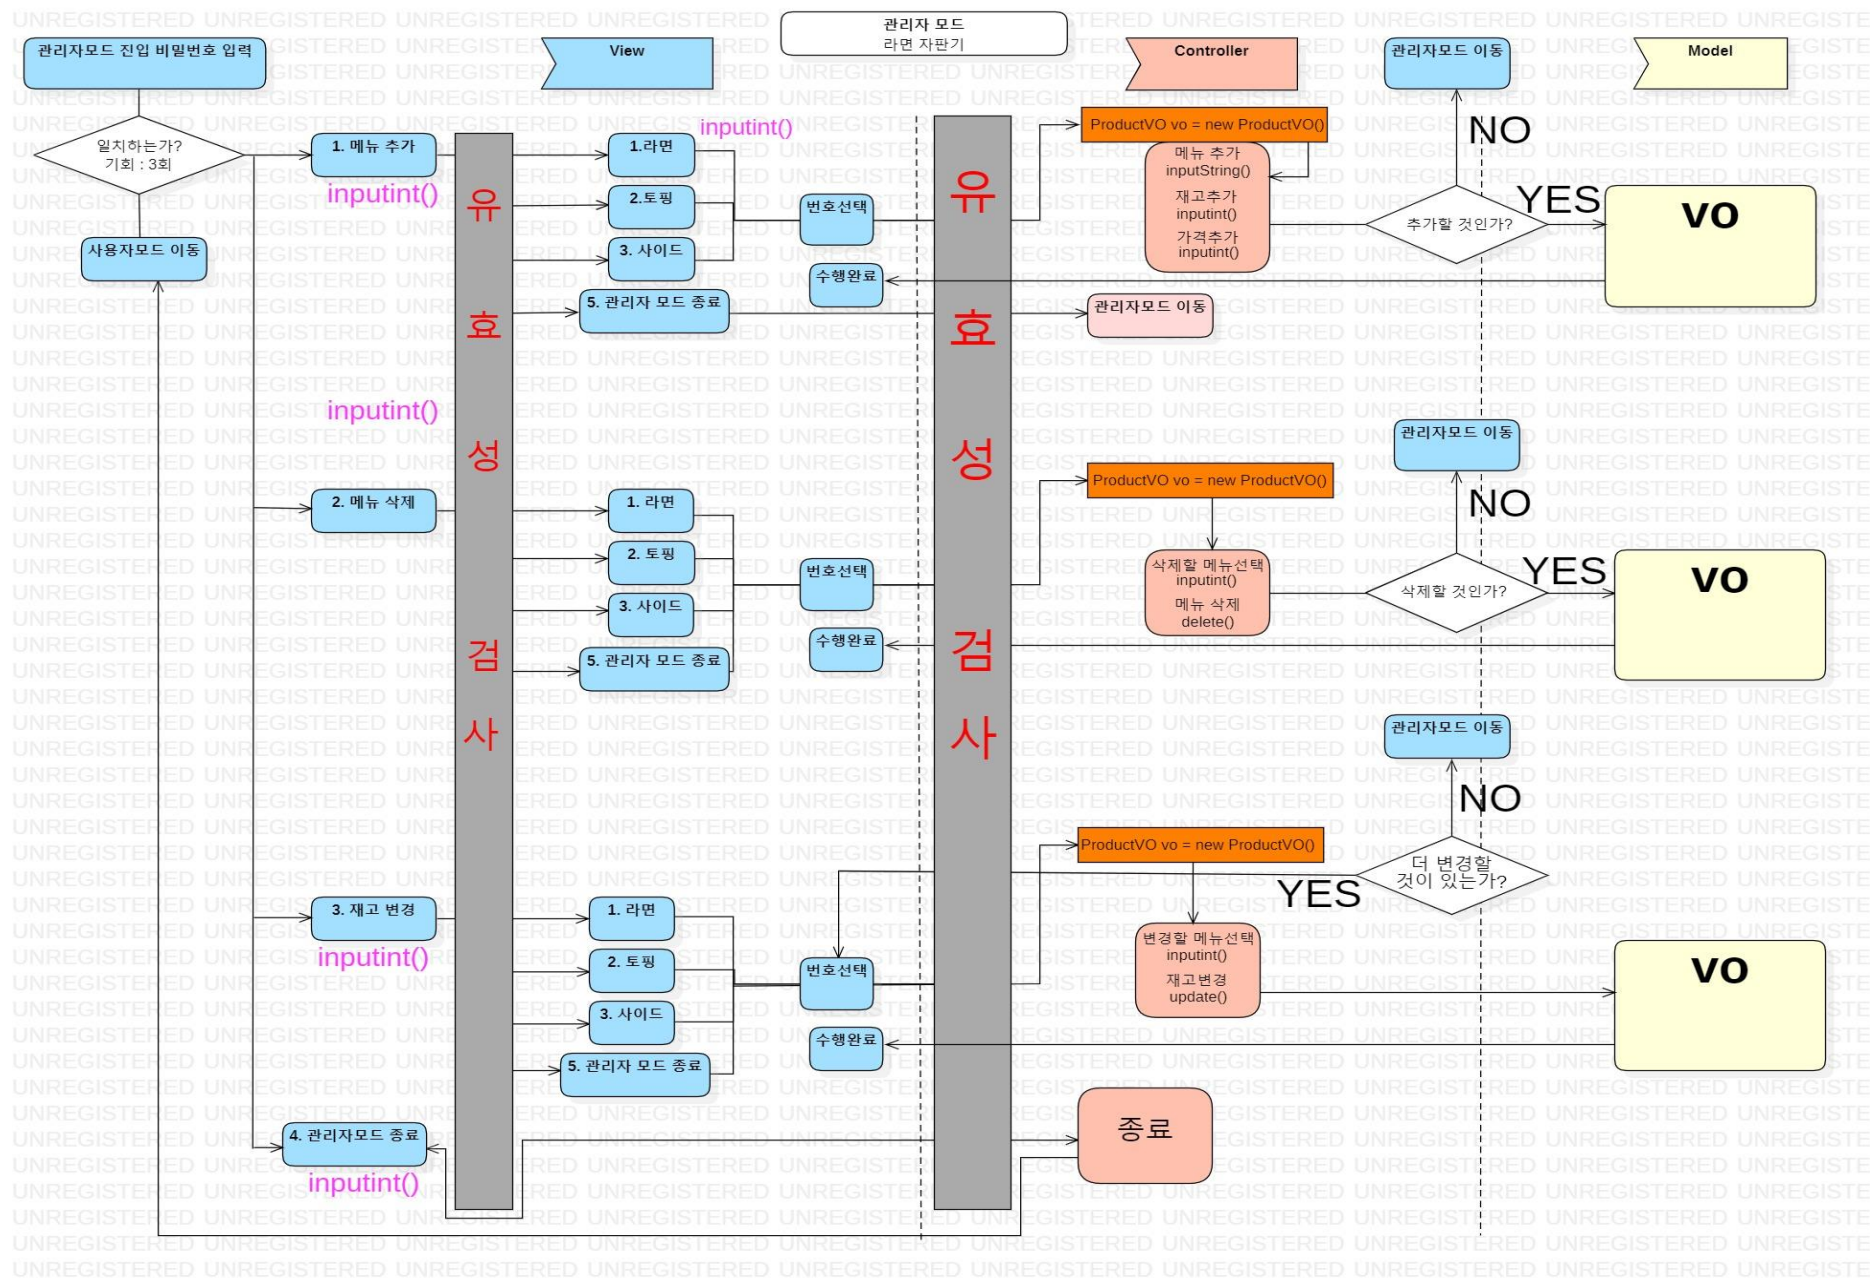 관리자 모드
라면 자판기
관리자모드 진입 비밀번호 입력
View
Controller
관리자모드 이동
Model
일치하는가?
기회 : 3회
사용자모드 이동
1. 메뉴 추가
inputint()
inputint()
2. 메뉴 삭제
3. 재고 변경
inputint()
4. 관리자모드 종료
inputint()
유
효
성
검
사
inputint()
1.라면
2.토핑
3. 사이드
5. 관리자 모드 종료
번호선택
수행완료
1. 라면
2. 토핑
3. 사이드
5. 관리자 모드 종료
번호선택
수행완료
1. 라면
2. 토핑
3. 사이드
5. 관리자 모드 종료
번호선택
수행완료
유
효
성
검
사
ProductVO vo = new ProductVO()
메뉴 추가
inputString()
재고추가
inputint()
가격추가
inputint()
관리자모드 이동
NO
추가할 것인가?
YES
VO
관리자모드 이동
ProductVO vo = new ProductVO()
삭제할 메뉴선택
inputint()
메뉴 삭제
delete()
NO
삭제할 것인가?
YES
VO
관리자모드 이동
NO
ProductVO vo = new ProductVO()
더 변경할
것이 있는가?
YES
변경할 메뉴선택
inputint()
재고변경
update()
VO
종료
UNREGISTERED